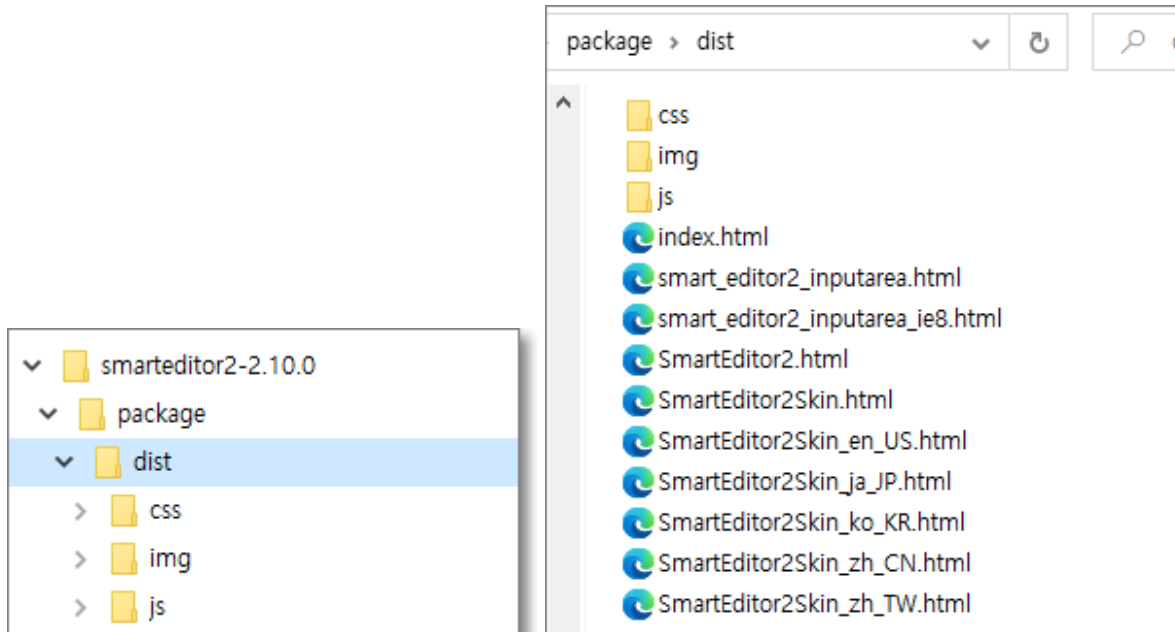 smarteditor2-2.10.0
package
dist
css
img
js
package > dist
css
img
js
index.html
smart_editor2_inputarea.html
smart_editor2_inputarea_ie8.html
SmartEditor2.html
SmartEditor2Skin.html
SmartEditor2Skin_en_US.html
SmartEditor2Skin_ja_JP.html
SmartEditor2Skin_ko_KR.html
SmartEditor2Skin_zh_CN.html
SmartEditor2Skin_zh_TW.html